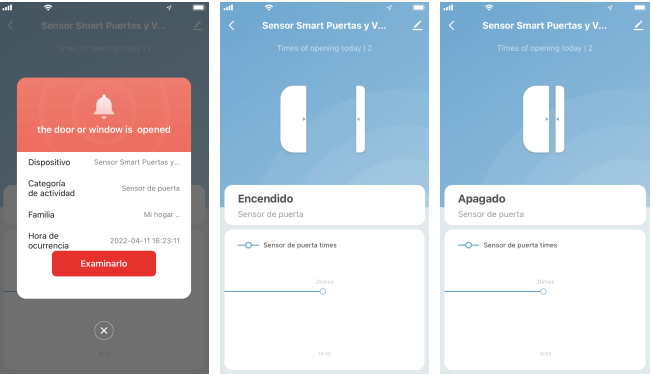 Sensor Smart Puertas y V...
Times of opening today | 2
the door or window is opened
Dispositivo
Sensor Smart Puertas y...
Categoría
de actividad
Sensor de puerta
Familia
Mi hogar ..
Hora de
ocurrencia
2022-04-11 16:23:11
Examinarlo
Sensor Smart Puertas y V...
Times of opening today | 2
Encendido
Sensor de puerta
Sensor de puerta times
2times
16:00
Sensor Smart Puertas y V...
Times of opening today | 2
Apagado
Sensor de puerta
Sensor de puerta times
2times
16:00